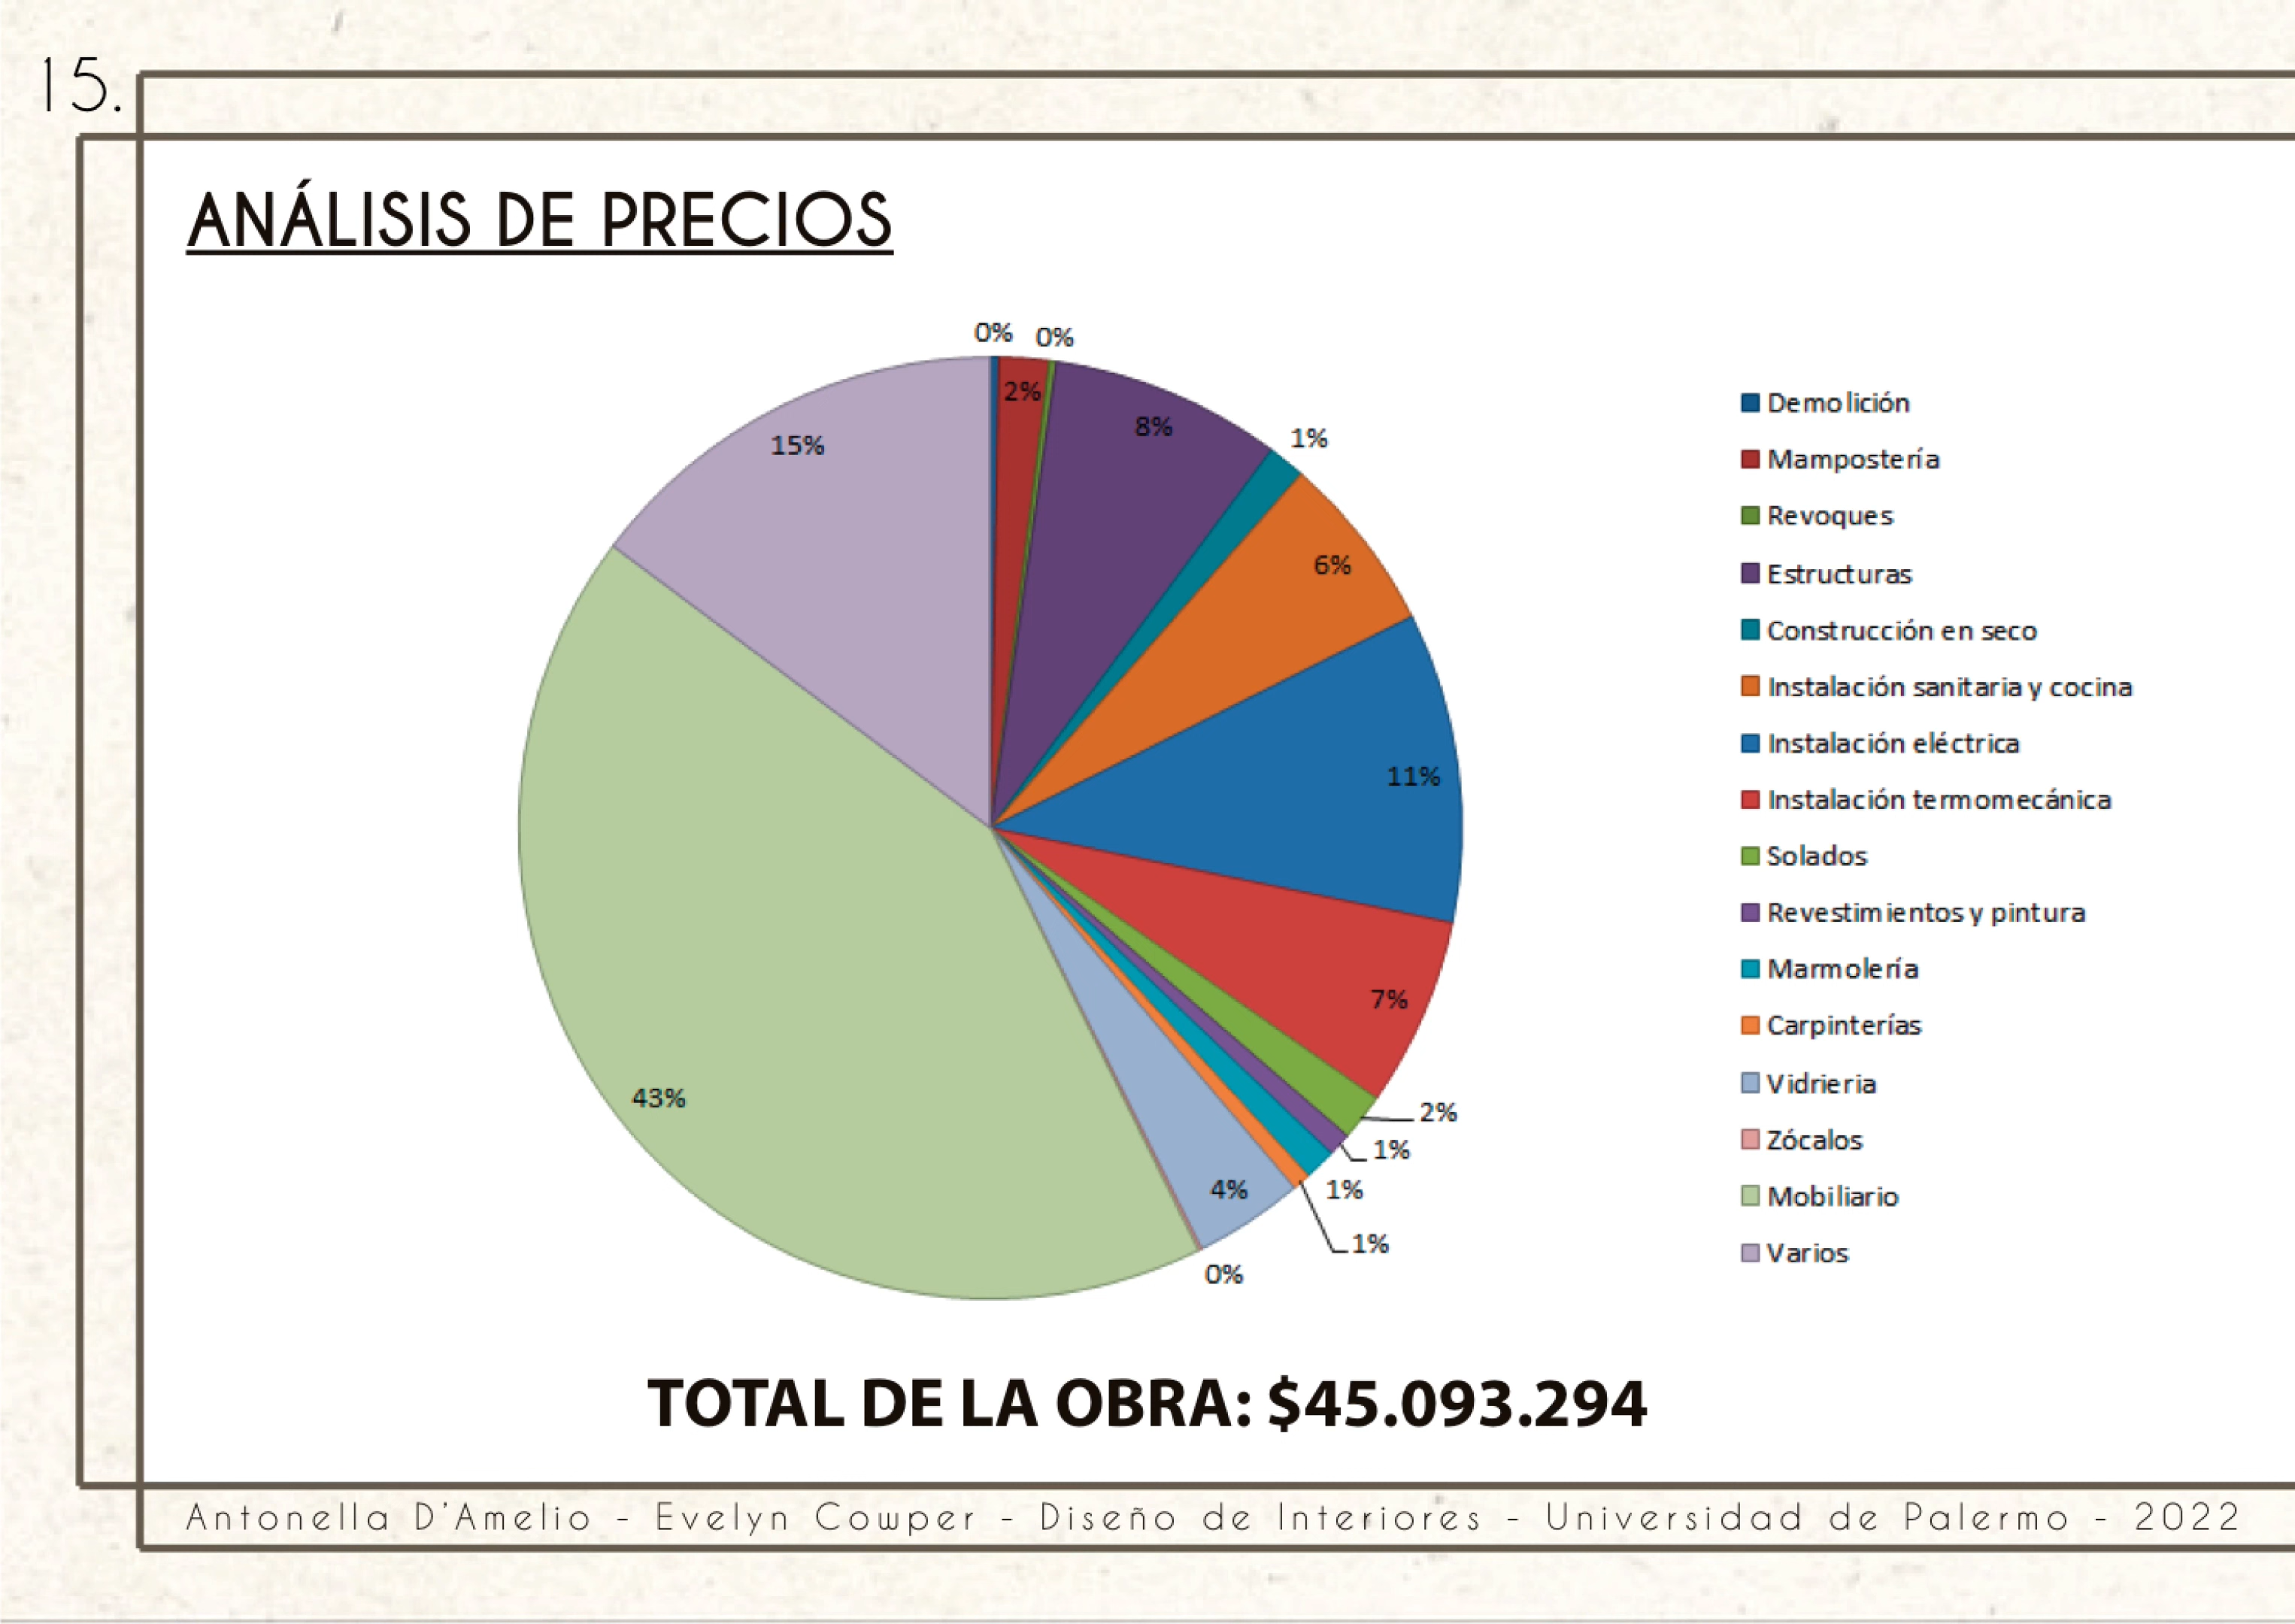 15.
ANÁLISIS DE PRECIOS
0% 0%
2%
8%
1%
15%
6%
11%
7%
43%
2%
1%
4%
1%
1%
0%
Demolición
Mampostería
Revoques
Estructuras
Construcción en seco
Instalación sanitaria y cocina
Instalación eléctrica
Instalación termomecánica
Solados
Revestimientos y pintura
Marmolería
Carpinterías
Vidrieria
Zócalos
Mobiliario
Varios
TOTAL DE LA OBRA: $45.093.294
Antonella D'Amelio - Evelyn Cowper - Diseño de Interiores - Universidad de Palermo - 2022